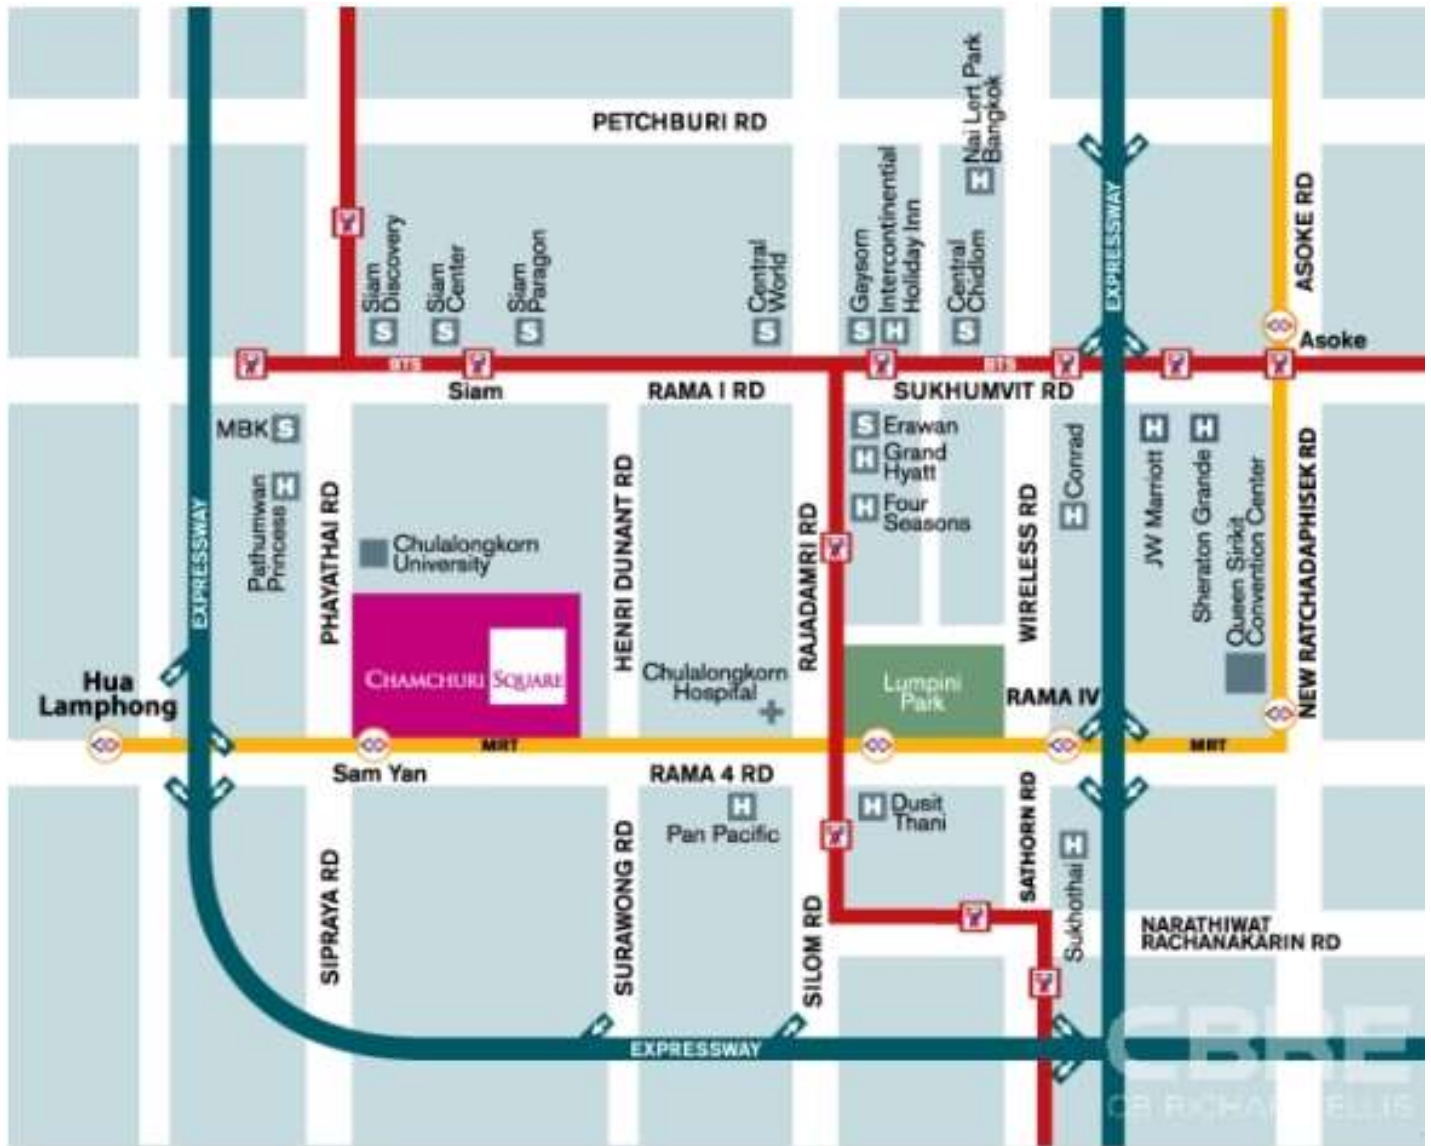 PETCHBURI RD
Nai Lert Park
Bangkok
Siam
Discovery
Siam
Center
Siam
Paragon
Central
World
Gaysorn
Intercontinental
Holiday Inn
Central
Chidlom
EXPRESSWAY
ASOKE RD
Asoke
BTS
BTS
Siam
RAMA I RD
SUKHUMVIT RD
MBK S
Pathumwan
Princess
PHAYATHAI RD
EXPRESSWAY
Chulalongkorn
University
HENRI DUNANT RD
RAJADAMRI RD
S Erawan
H Grand
Hyatt
H Four
Seasons
WIRELESS RD
Conrad
JW Marriott
Sheraton Grande
Queen Sirikit
Convention Center
NEW RATCHADAPHISEK RD
Hua
Lamphong
CHAMCHURI SQUARE
Chulalongkorn
Hospital
Lumpini
Park
RAMA IV
MRT
MRT
Sam Yan
RAMA 4 RD
H
Pan Pacific
H Dusit
Thani
SATHORN RD
Sukhothai
SIPRAYA RD
SURAWONG RD
SILOM RD
NARATHIWAT
RACHANAKARIN RD
EXPRESSWAY
CBRE
CB RICHARD ELLIS